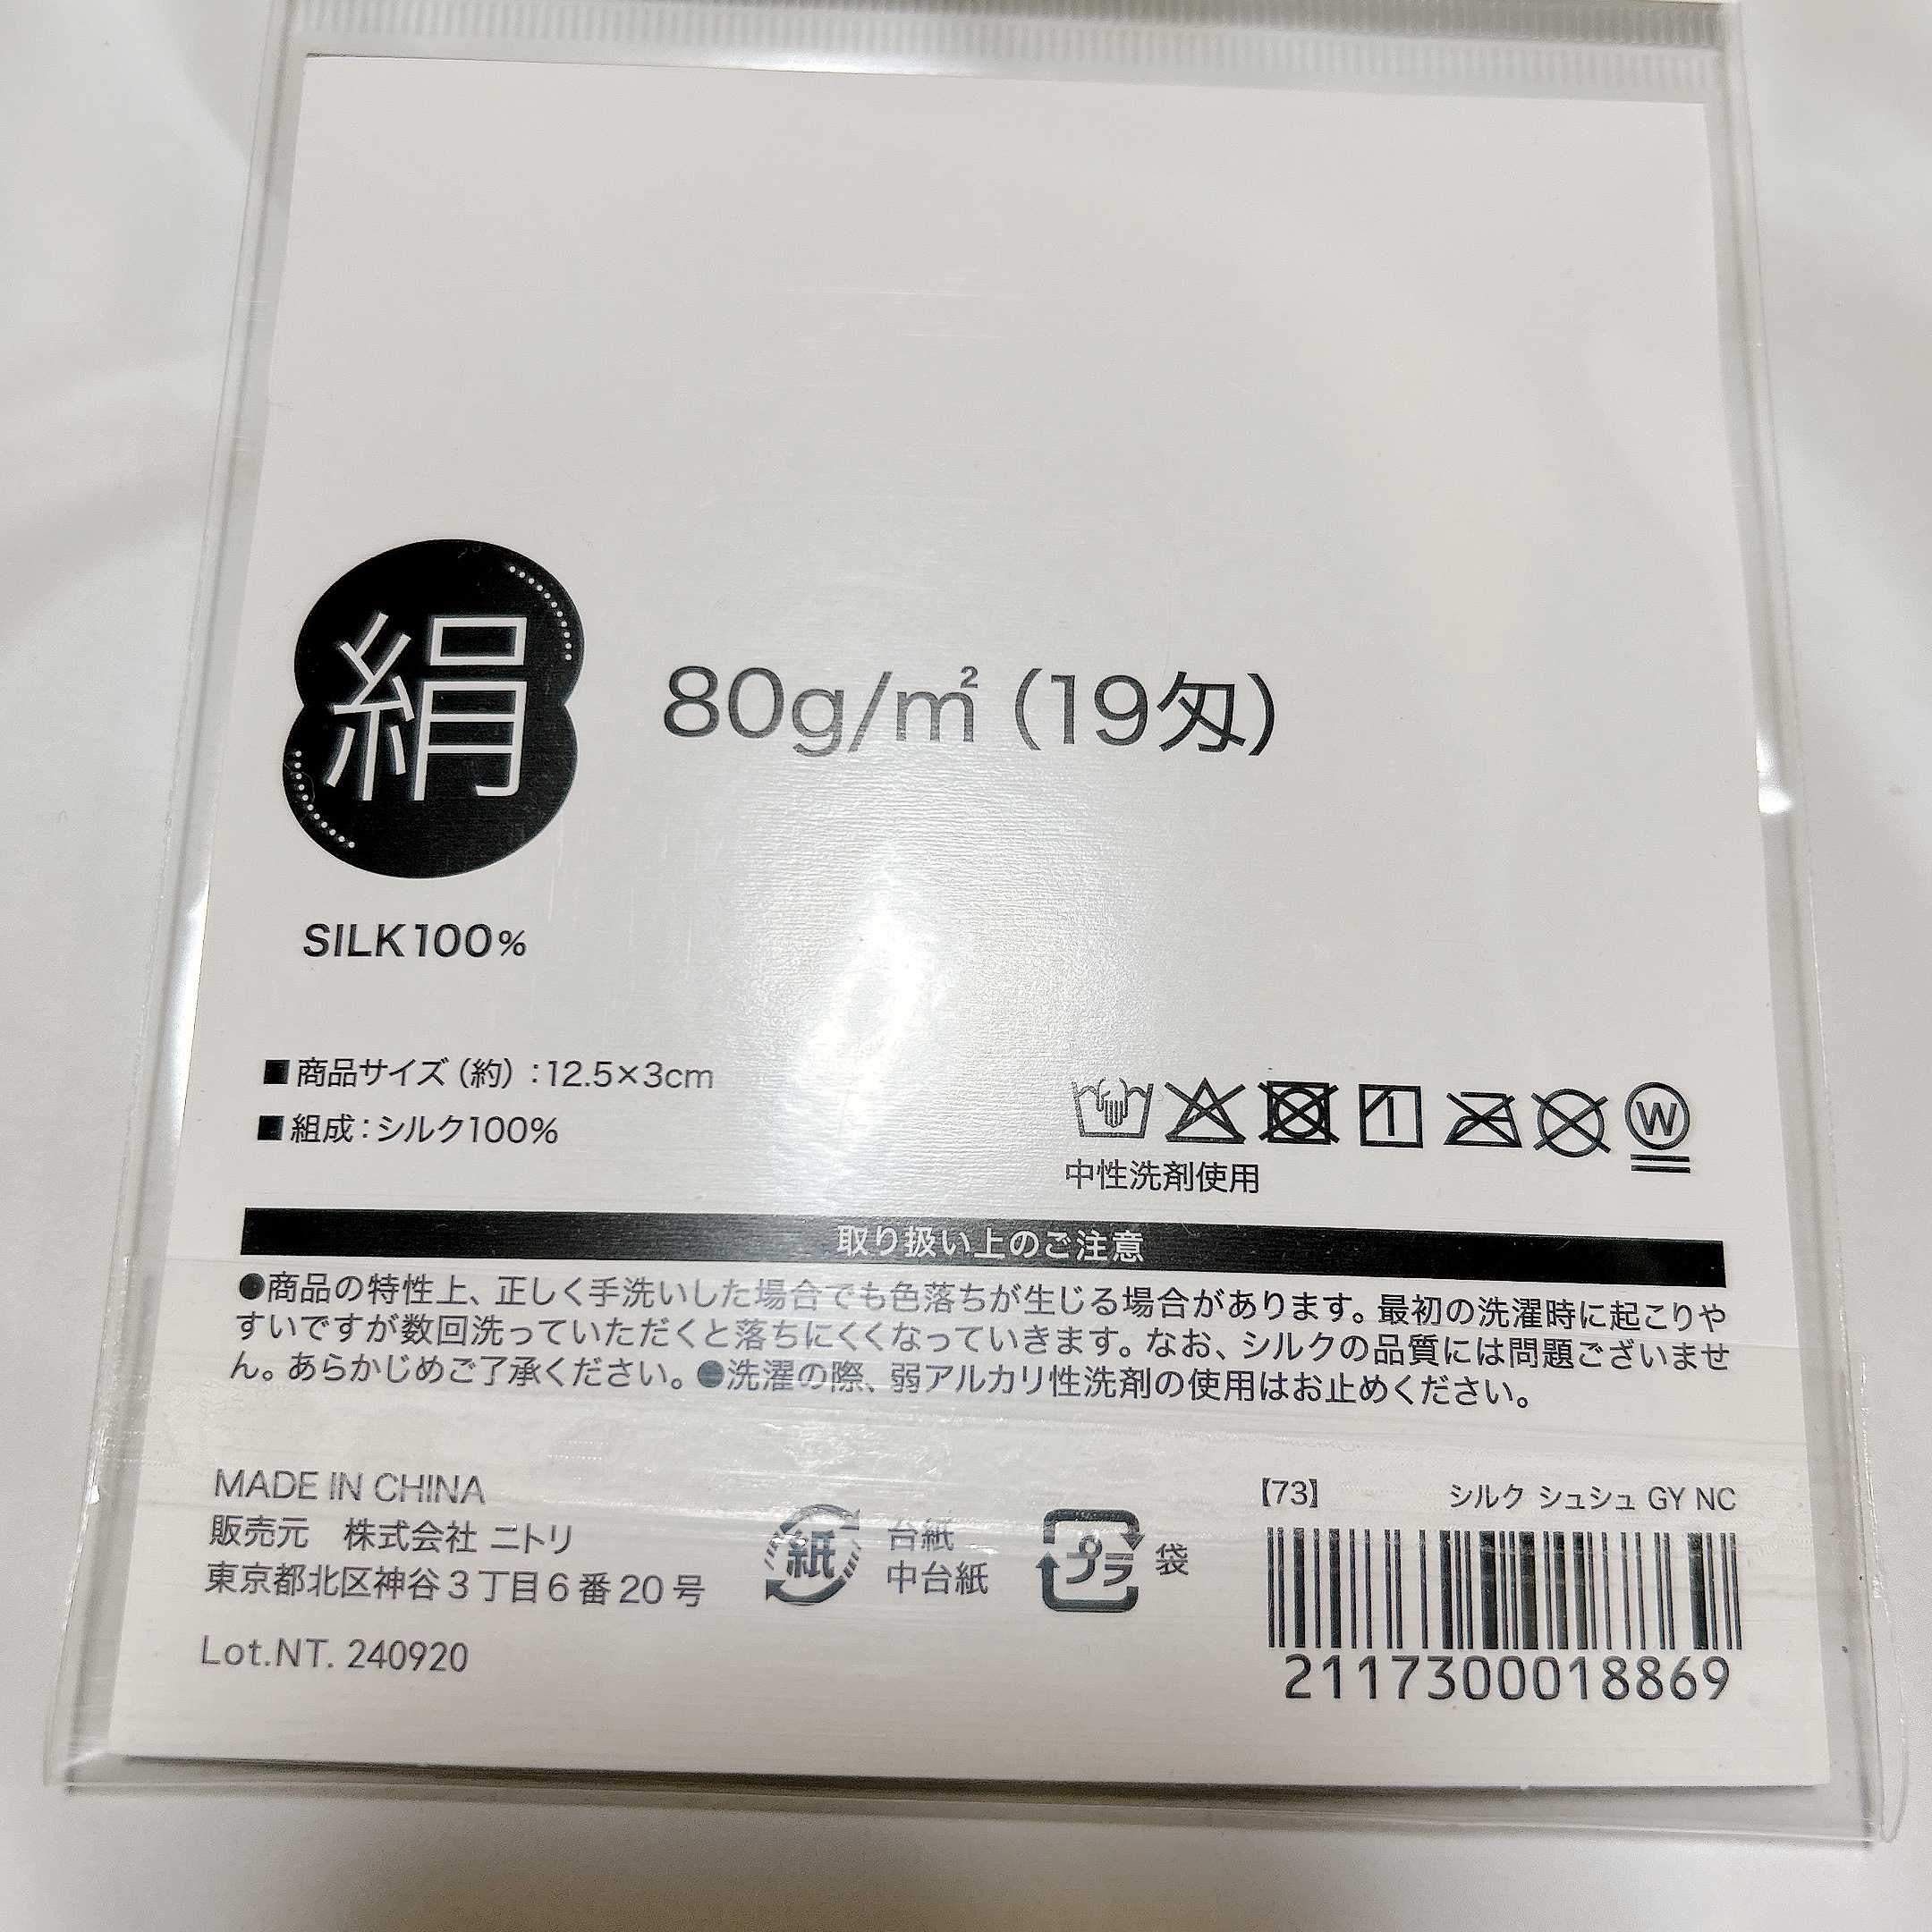 絹
80g/㎡ (19匁)
SILK100%
■商品サイズ（約）:12.5×3cm
■組成:シルク100%
W
中性洗剤使用
取り扱い上のご注意
●商品の特性上、正しく手洗いした場合でも色落ちが生じる場合があります。最初の洗濯時に起こりや
すいですが数回洗っていただくと落ちにくくなっていきます。なお、シルクの品質には問題ございませ
ん。あらかじめご了承ください。●洗濯の際、弱アルカリ性洗剤の使用はお止めください。
MADE IN CHINA
販売元　株式会社 ニトリ
東京都北区神谷3丁目6番20号
Lot.NT. 240920
紙
台紙
中台紙
プラ
袋
【73】 シルク シュシュ GY NC
2117300018869